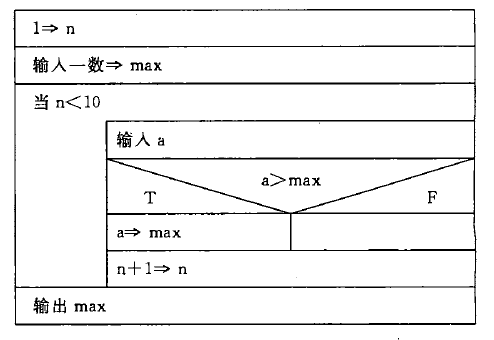 1⇒ n
输入一数⇒ max
当 n<10
输入 a
a>max
T
F
a⇒ max
n+1⇒ n
输出 max